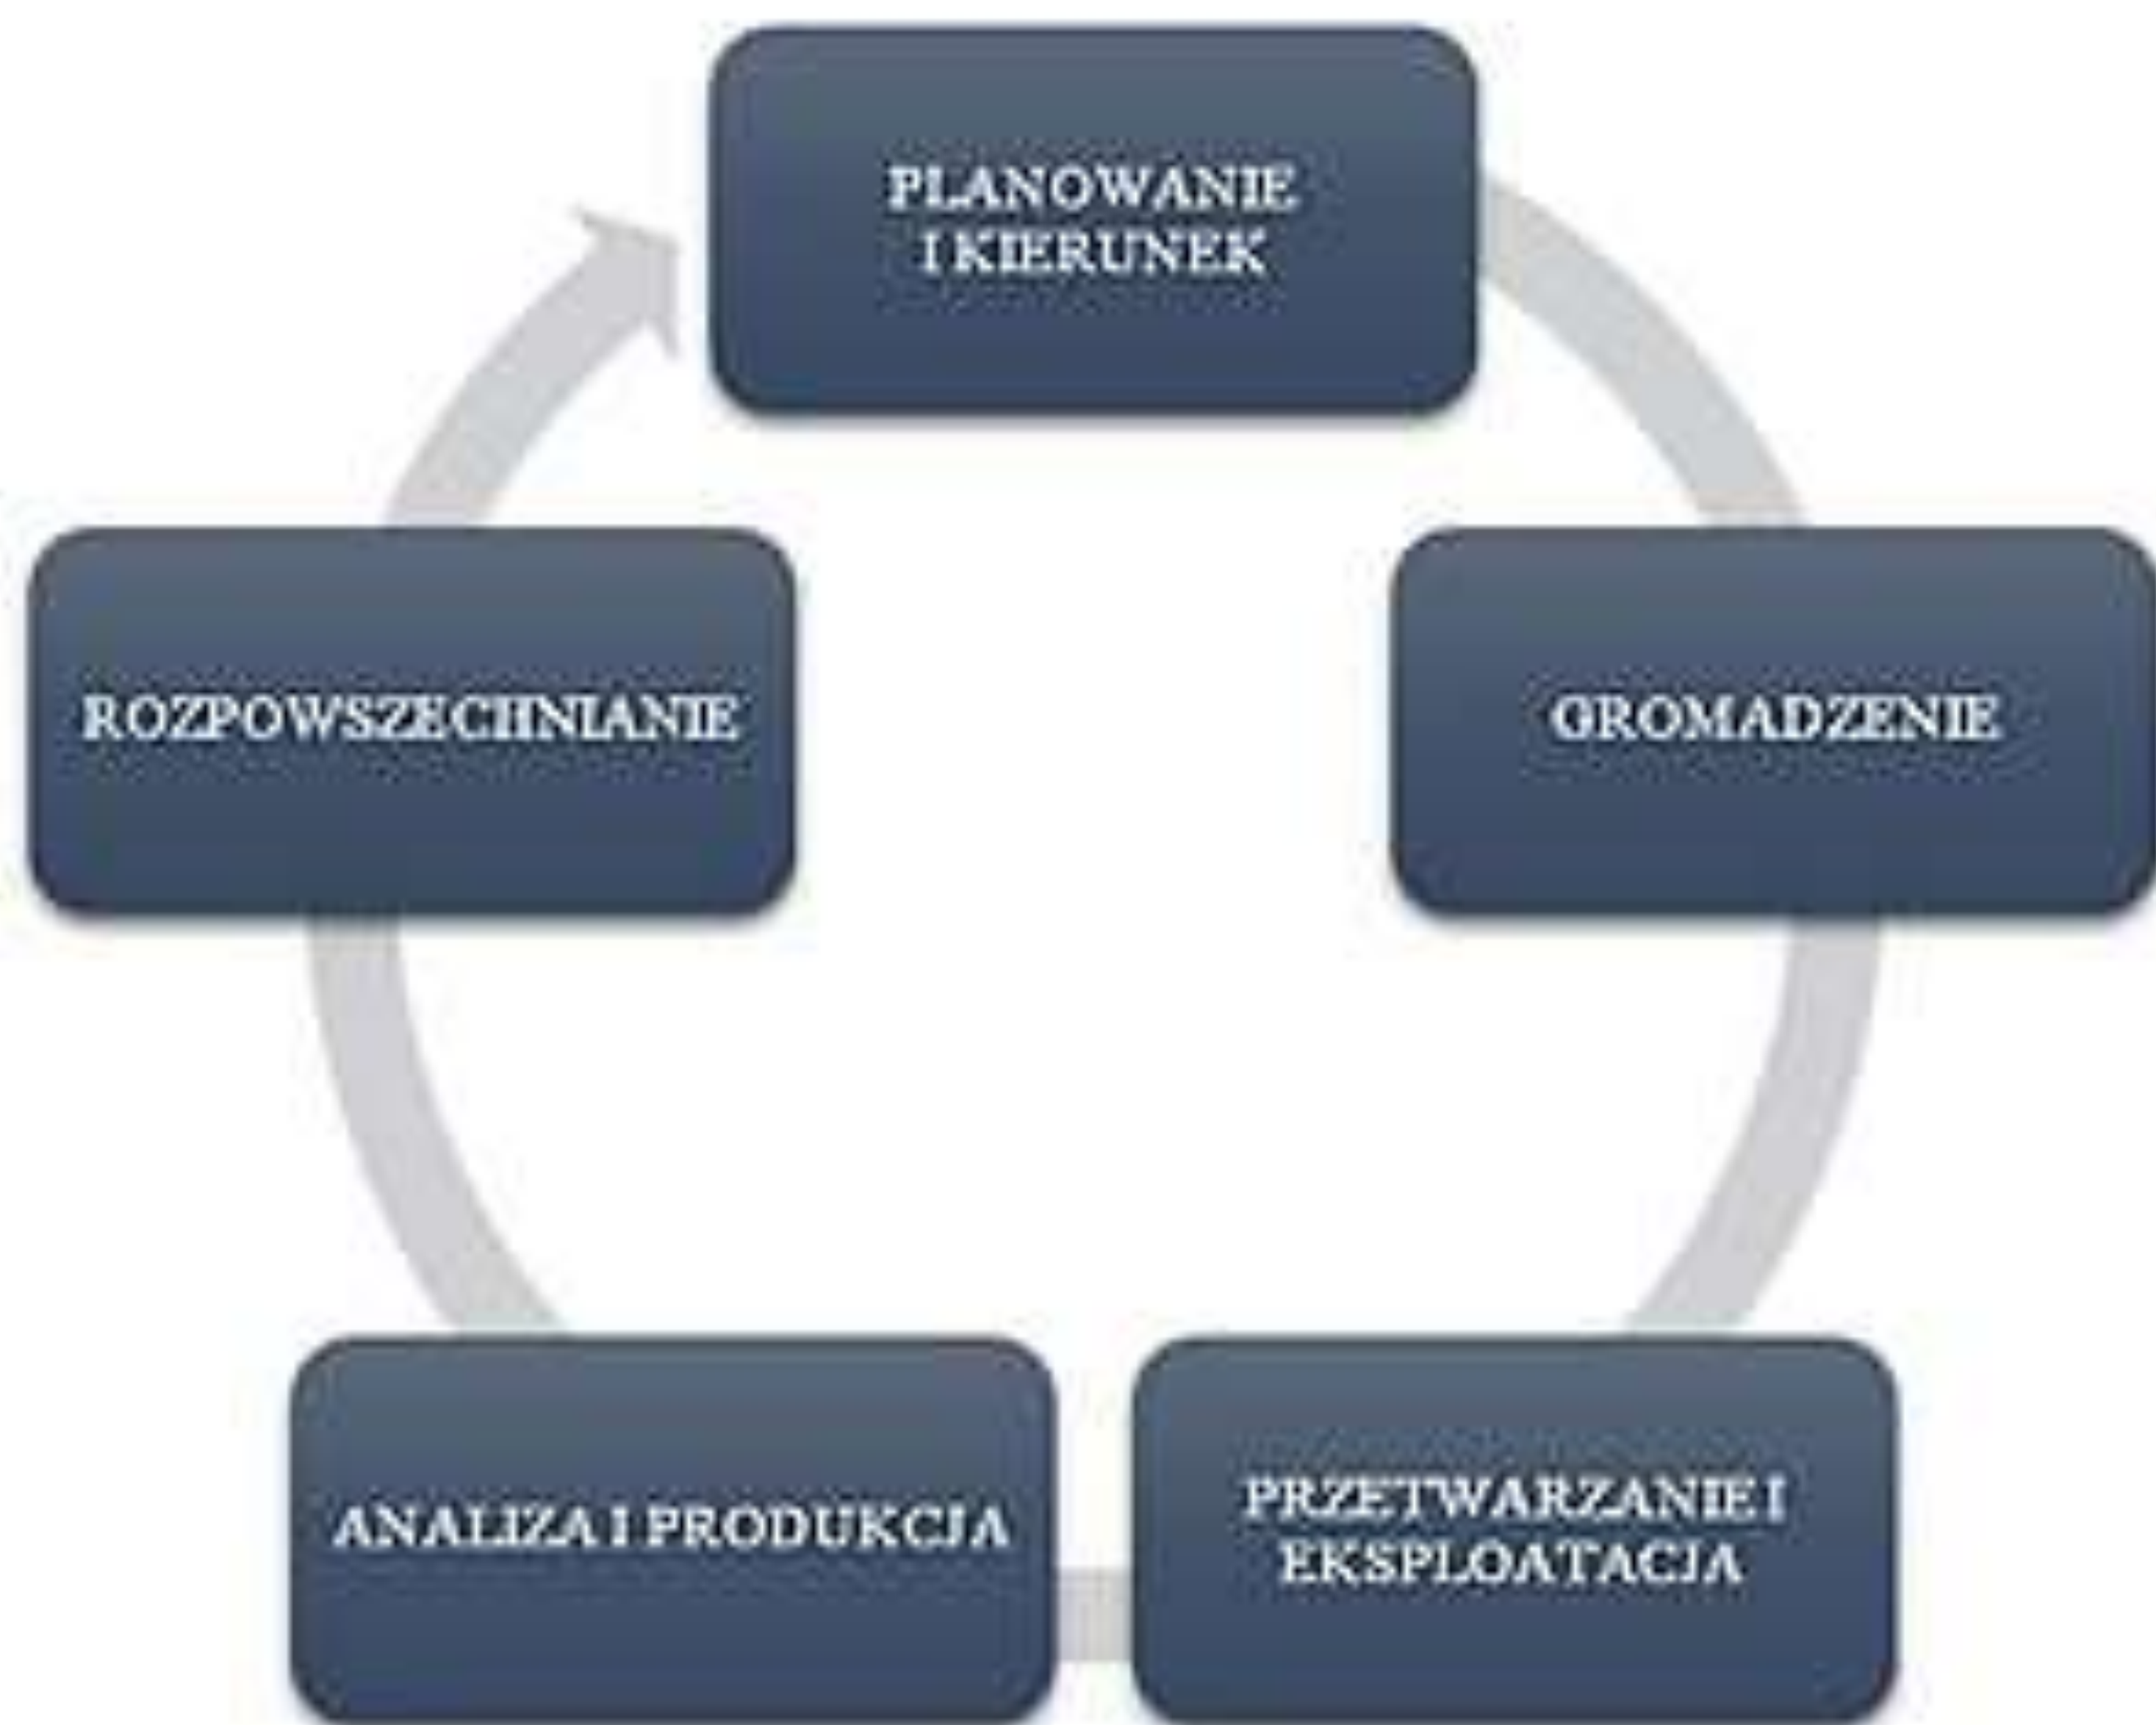 PLANOWANIE
I KIERUNEK
GROMADZENIE
PRZETWARZANIE I
EKSPLOATACJA
ANALIZA I PRODUKCJA
ROZPOWSZECHNIANIE